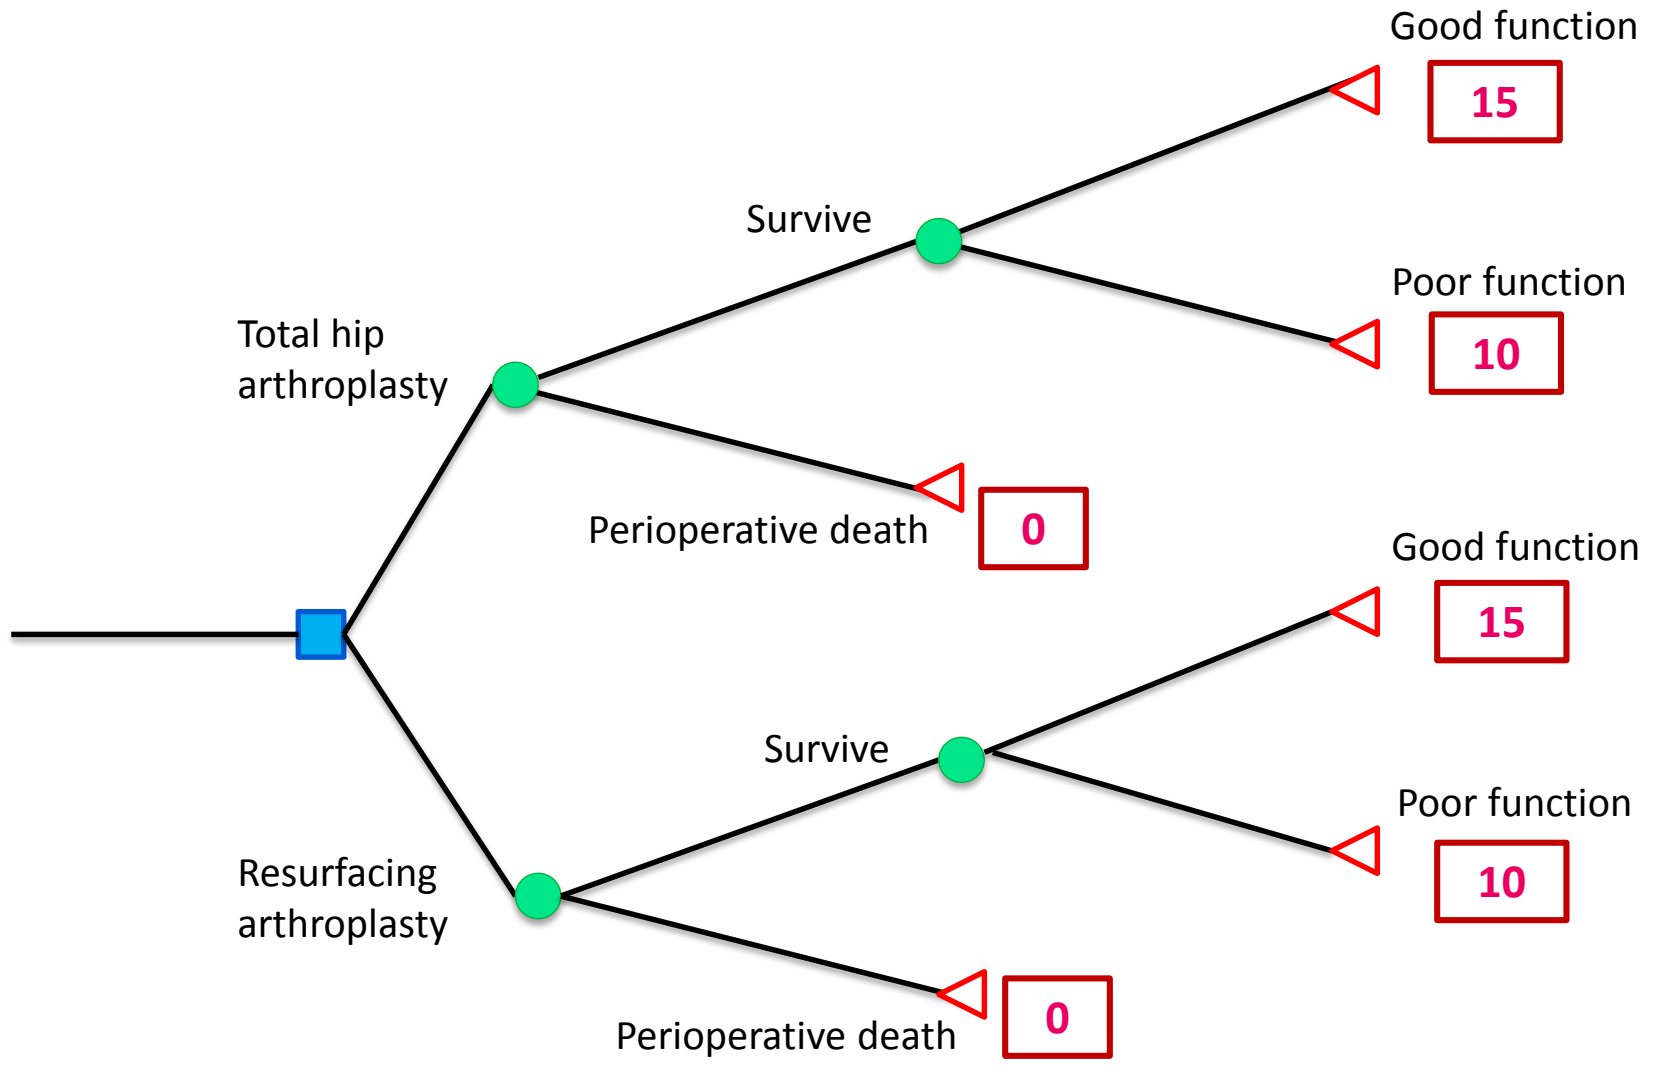 Good function
15
Survive
Poor function
10
Total hip
arthroplasty
Perioperative death
0
Good function
15
Survive
Poor function
10
Resurfacing
arthroplasty
Perioperative death
0